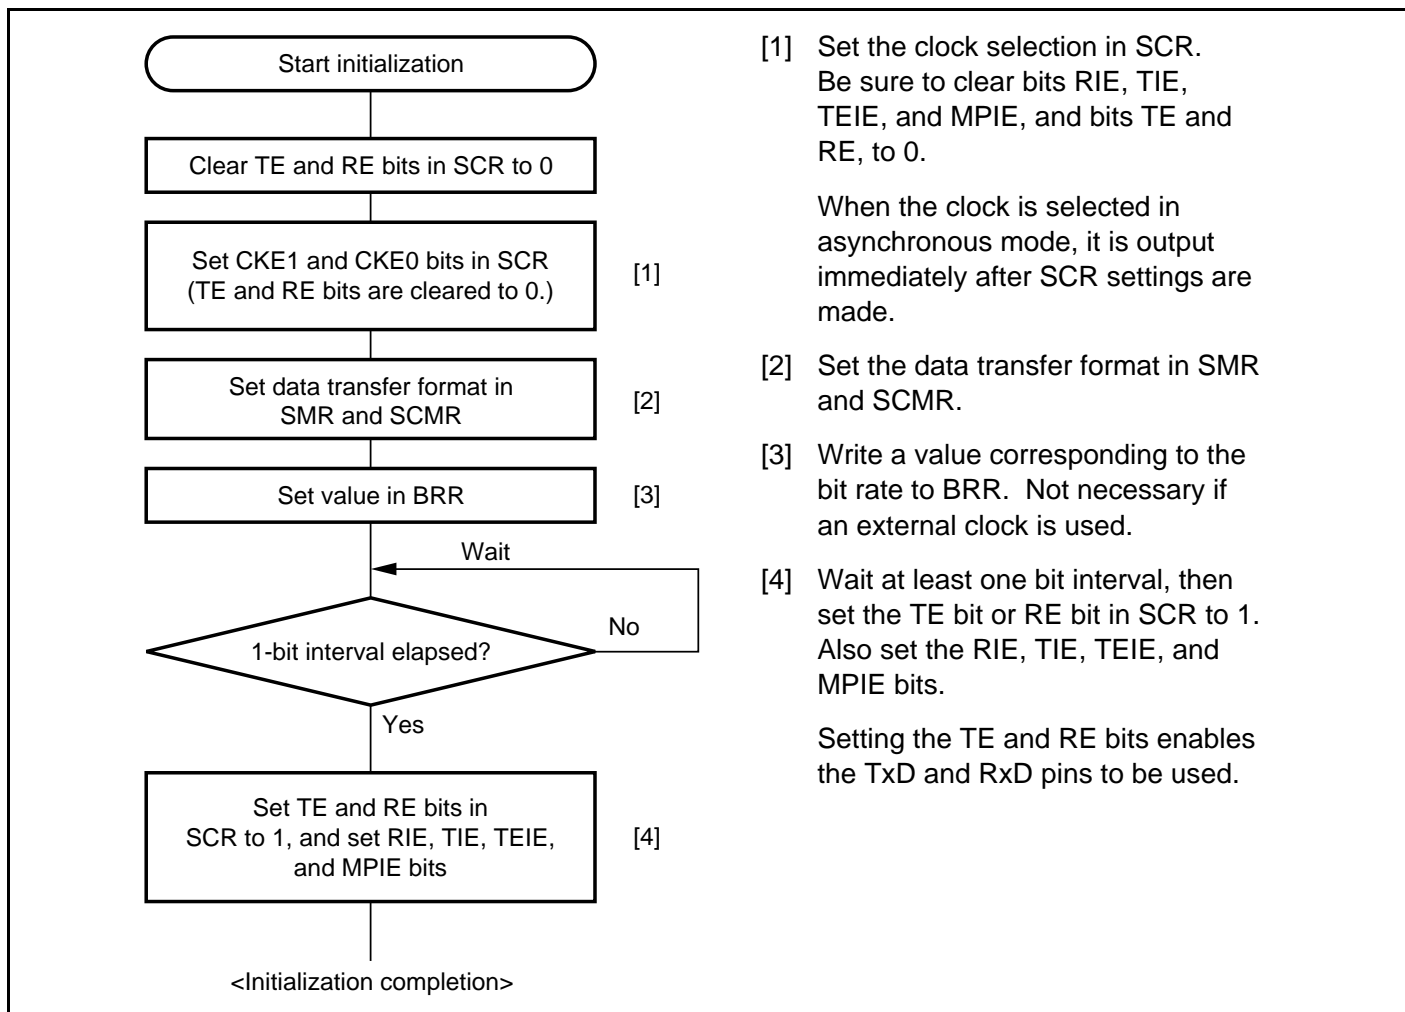 Start initialization
Clear TE and RE bits in SCR to 0
Set CKE1 and CKE0 bits in SCR
(TE and RE bits are cleared to 0.)
[1]
Set data transfer format in
SMR and SCMR
[2]
Set value in BRR
[3]
Wait
No
1-bit interval elapsed?
Yes
Set TE and RE bits in
SCR to 1, and set RIE, TIE, TEIE,
and MPIE bits
[4]
<Initialization completion>
[1] Set the clock selection in SCR.
Be sure to clear bits RIE, TIE,
TEIE, and MPIE, and bits TE and
RE, to 0.
When the clock is selected in
asynchronous mode, it is output
immediately after SCR settings are
made.
[2] Set the data transfer format in SMR
and SCMR.
[3] Write a value corresponding to the
bit rate to BRR.  Not necessary if
an external clock is used.
[4] Wait at least one bit interval, then
set the TE bit or RE bit in SCR to 1.
Also set the RIE, TIE, TEIE, and
MPIE bits.
Setting the TE and RE bits enables
the TxD and RxD pins to be used.